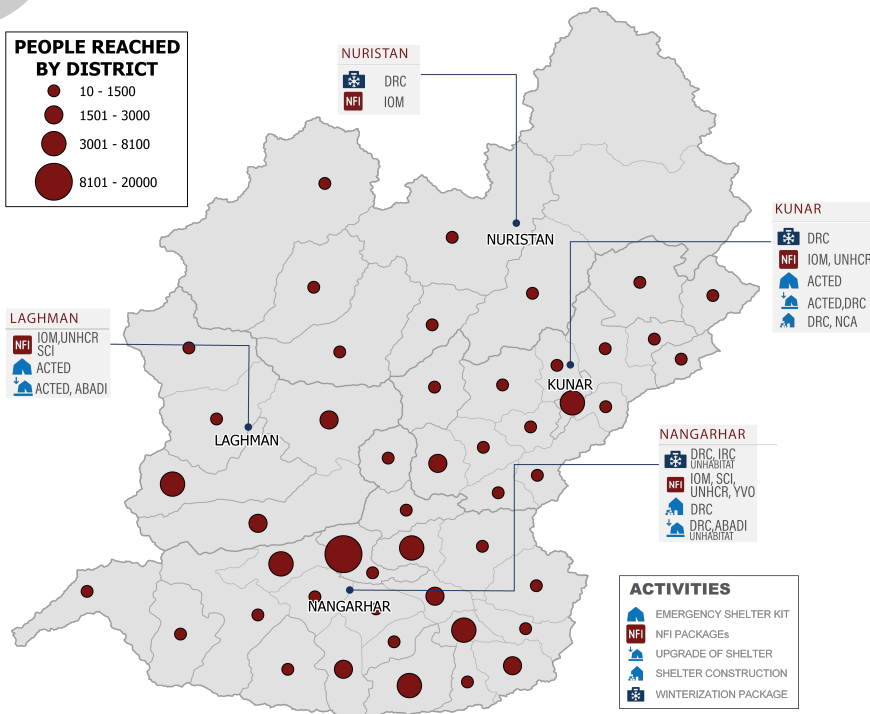 PEOPLE REACHED
BY DISTRICT
10 - 1500
1501 - 3000
3001 - 8100
8101 - 20000
NURISTAN
DRC
NFI IOM
NURISTAN
KUNAR
DRC
NFI IOM, UNHCR
ACTED
ACTED,DRC
DRC, NCA
LAGHMAN
NFI IOM,UNHCR
SCI
ACTED
ACTED, ABADI
KUNAR
LAGHMAN
NANGARHAR
DRC, IRC
UNHABITAT
NFI IOM, SCI,
UNHCR, YVO
DRC
DRC,ABADI
UNHABITAT
NANGARHAR
ACTIVITIES
EMERGENCY SHELTER KIT
NFI NFI PACKAGEs
UPGRADE OF SHELTER
SHELTER CONSTRUCTION
WINTERIZATION PACKAGE